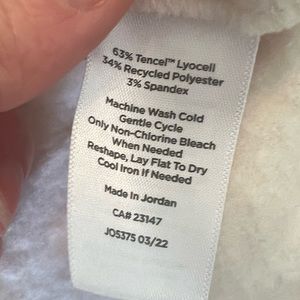 63% Tencel™ Lyocell
34% Recycled Polyester
3% Spandex
Machine Wash Cold
Gentle Cycle
Only Non-Chlorine Bleach
When Needed
Reshape, Lay Flat To Dry
Cool Iron If Needed
Made In Jordan
CA# 23147
JO5375 03/22